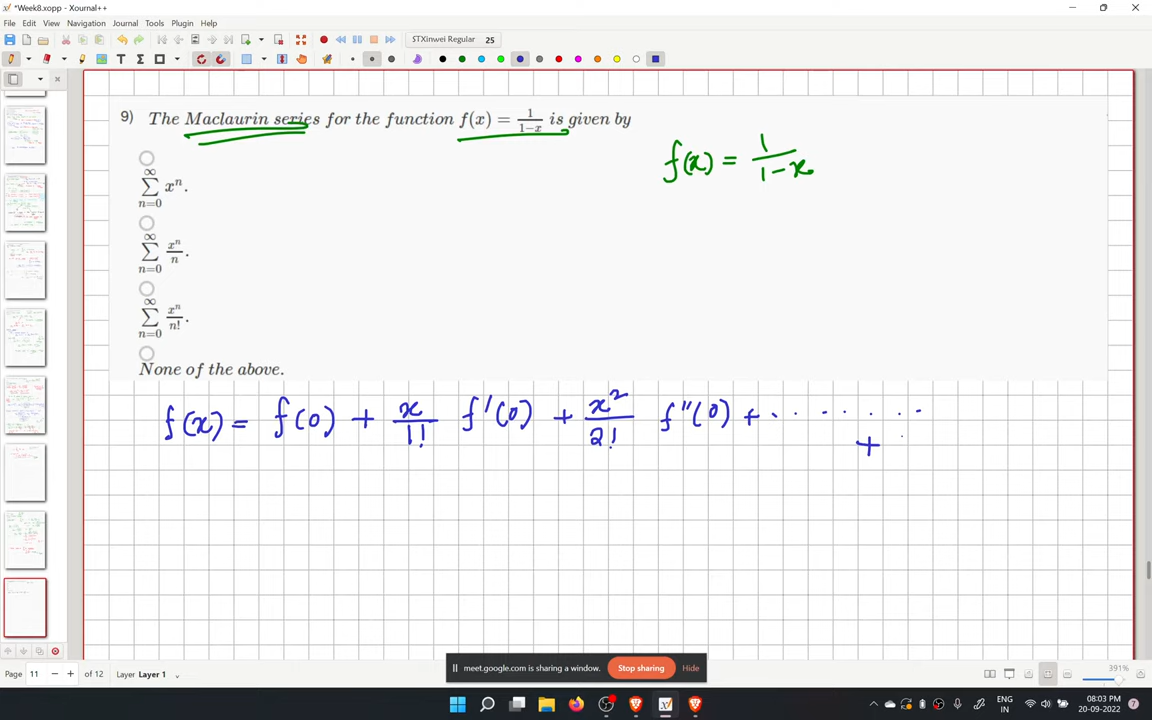 *Week8.xopp - Xournal++
File Edit View Navigation Journal Tools Plugin Help
STXinwei Regular 25
9) The Maclaurin series for the function f(x) = 1/(1−x) is given by
f(x) = 1/(1−x)
∑_{n=0}^{∞} xⁿ.
∑_{n=0}^{∞} xⁿ/n.
∑_{n=0}^{∞} xⁿ/n!.
None of the above.
f(x) = f(0) + x/1! f'(0) + x²/2! f''(0) + ........
+
meet.google.com is sharing a window. Stop sharing Hide
Page 11 of 12 Layer Layer 1 391%
ENG 08:03 PM
IN 20-09-2022